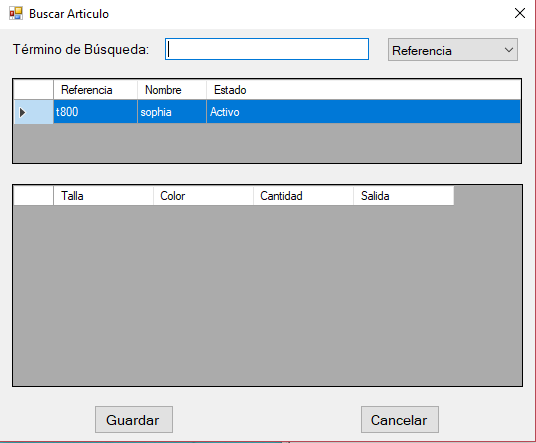 Buscar Articulo
Término de Búsqueda: Referencia
Referencia Nombre Estado
t800 sophia Activo
Talla Color Cantidad Salida
Guardar Cancelar